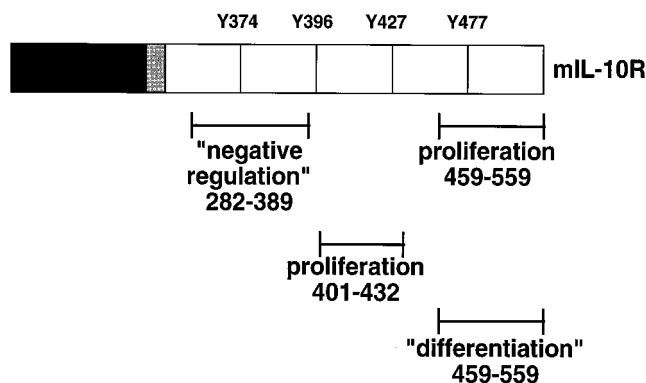 Y374 Y396 Y427 Y477
mIL-10R
"negative
regulation"
282-389
proliferation
459-559
proliferation
401-432
"differentiation"
459-559